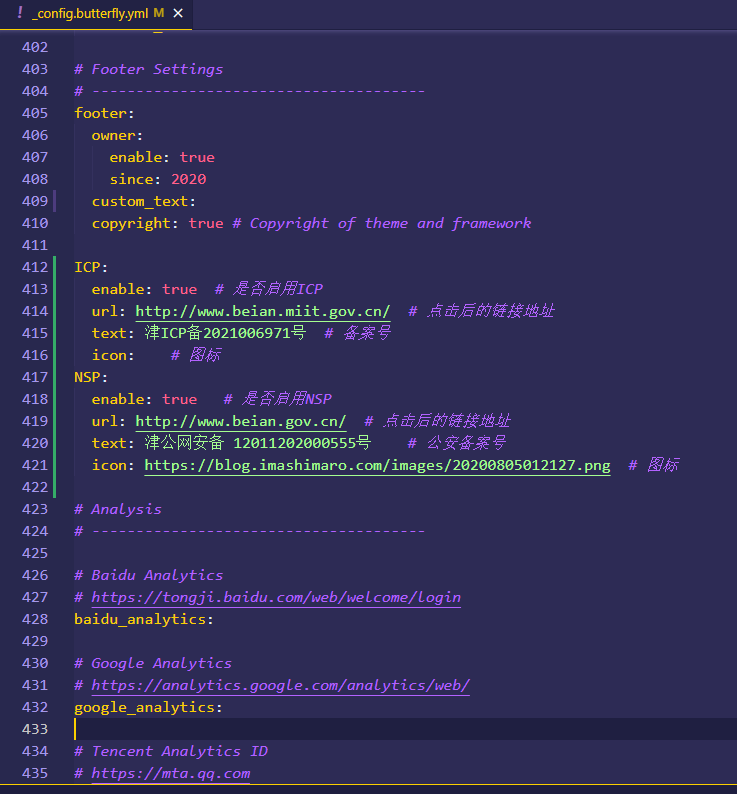 ! _config.butterfly.yml M ×
402
403 # Footer Settings
404 # --------------------------------------
405 footer:
406   owner:
407     enable: true
408     since: 2020
409   custom_text:
410   copyright: true # Copyright of theme and framework
411
412 ICP:
413   enable: true  # 是否启用ICP
414   url: http://www.beian.miit.gov.cn/  # 点击后的链接地址
415   text: 津ICP备2021006971号  # 备案号
416   icon:    # 图标
417 NSP:
418   enable: true   # 是否启用NSP
419   url: http://www.beian.gov.cn/  # 点击后的链接地址
420   text: 津公网安备 12011202000555号    # 公安备案号
421   icon: https://blog.imashimaro.com/images/20200805012127.png  # 图标
422
423 # Analysis
424 # --------------------------------------
425
426 # Baidu Analytics
427 # https://tongji.baidu.com/web/welcome/login
428 baidu_analytics:
429
430 # Google Analytics
431 # https://analytics.google.com/analytics/web/
432 google_analytics:
433
434 # Tencent Analytics ID
435 # https://mta.qq.com